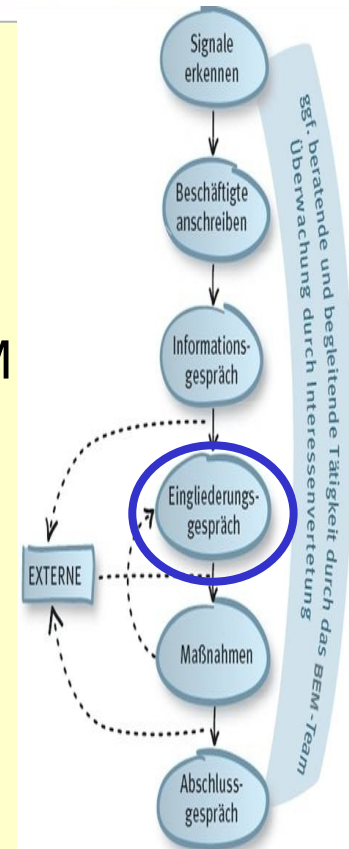 Signale
erkennen
Beschäftigte
anschreiben
Informations-
gespräch
M
Eingliederungs-
gespräch
EXTERNE
Maßnahmen
Abschluss-
gespräch
ggf. beratende und begleitende Tätigkeit durch das BEM-Team
Überwachung durch Interessenvertetung